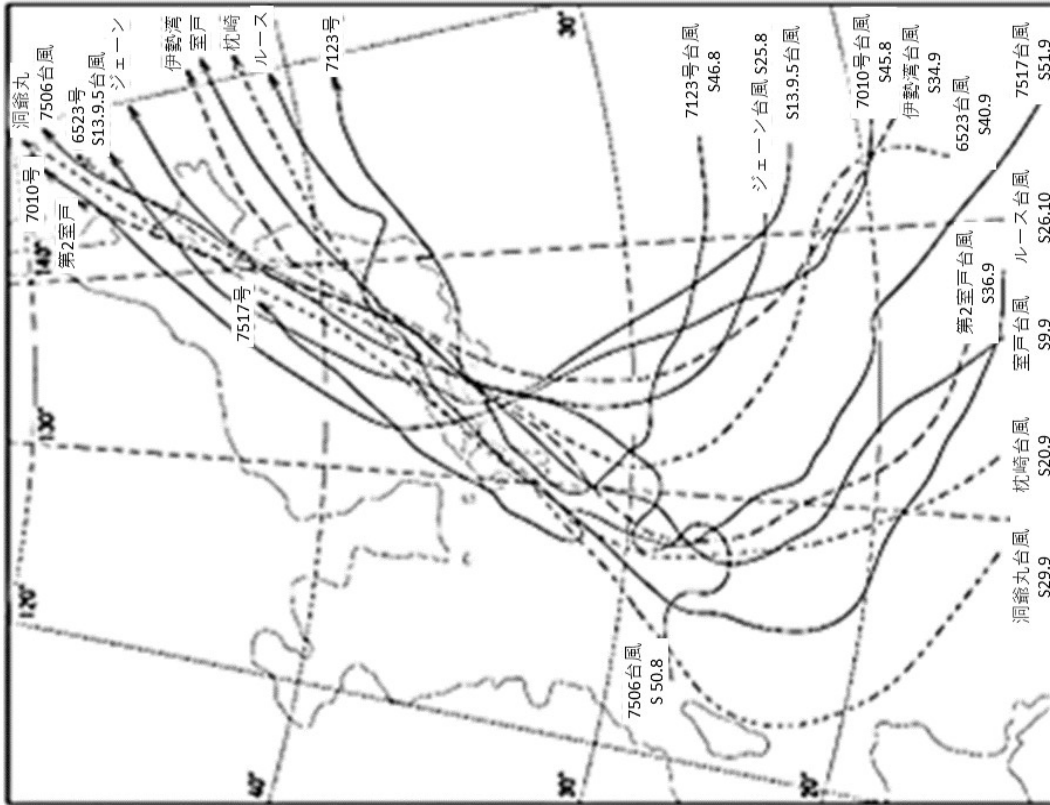 洞爺丸
120°
7010号
130°
140°
7506台風
第2室戸
6523号
S13.9.5台風
ジェーン
伊勢湾
室戸
枕崎
7517号
40°
ルース
7123号
30°
30°
7506台風
S 50.8
7123号台風
S46.8
ジェーン台風 S25.8
S13.9.5台風
20°
7010号台風
S45.8
伊勢湾台風
S34.9
6523台風
S40.9
第2室戸台風
S36.9
洞爺丸台風
S29.9
枕崎台風
S20.9
室戸台風
S9.9
ルース台風
S26.10
7517台風
S51.9